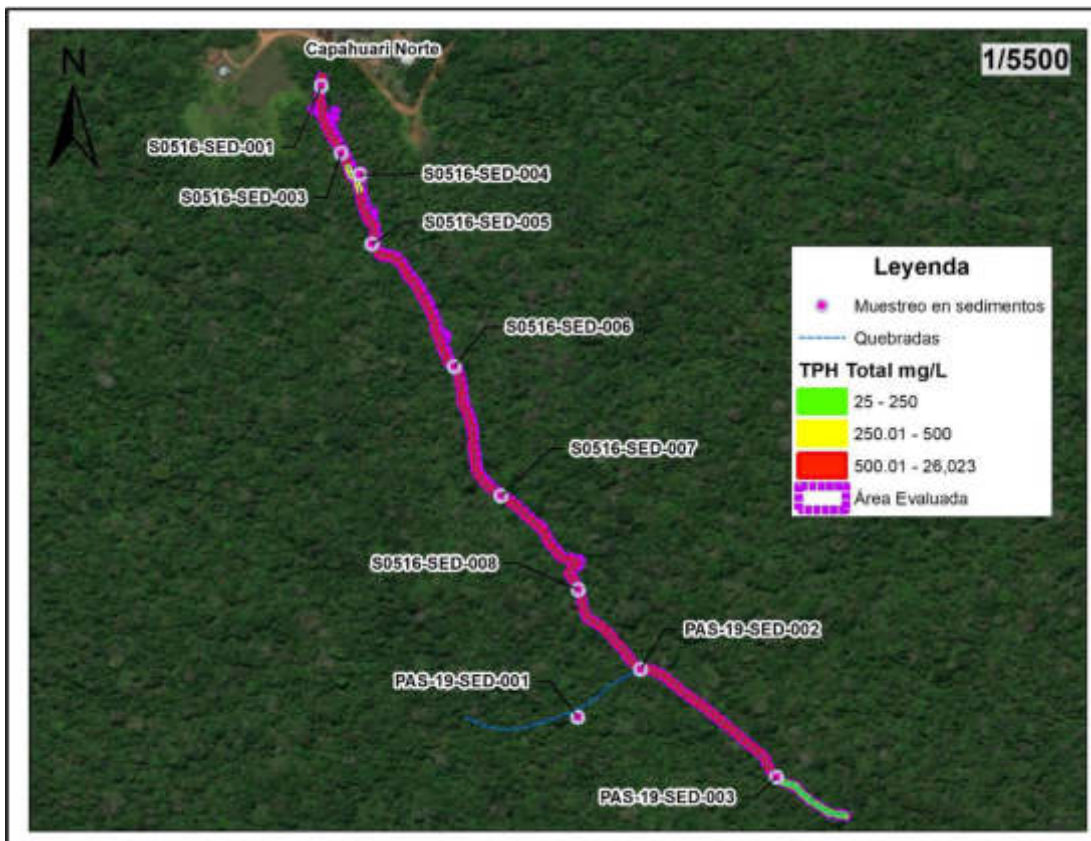 Capahuari Norte
1/5500
N
S0516-SED-001
S0516-SED-004
S0516-SED-003
S0516-SED-005
S0516-SED-006
S0516-SED-007
S0516-SED-008
PAS-19-SED-002
PAS-19-SED-001
PAS-19-SED-003
Leyenda
Muestreo en sedimentos
Quebradas
TPH Total mg/L
25 - 250
250.01 - 500
500.01 - 26,023
Área Evaluada